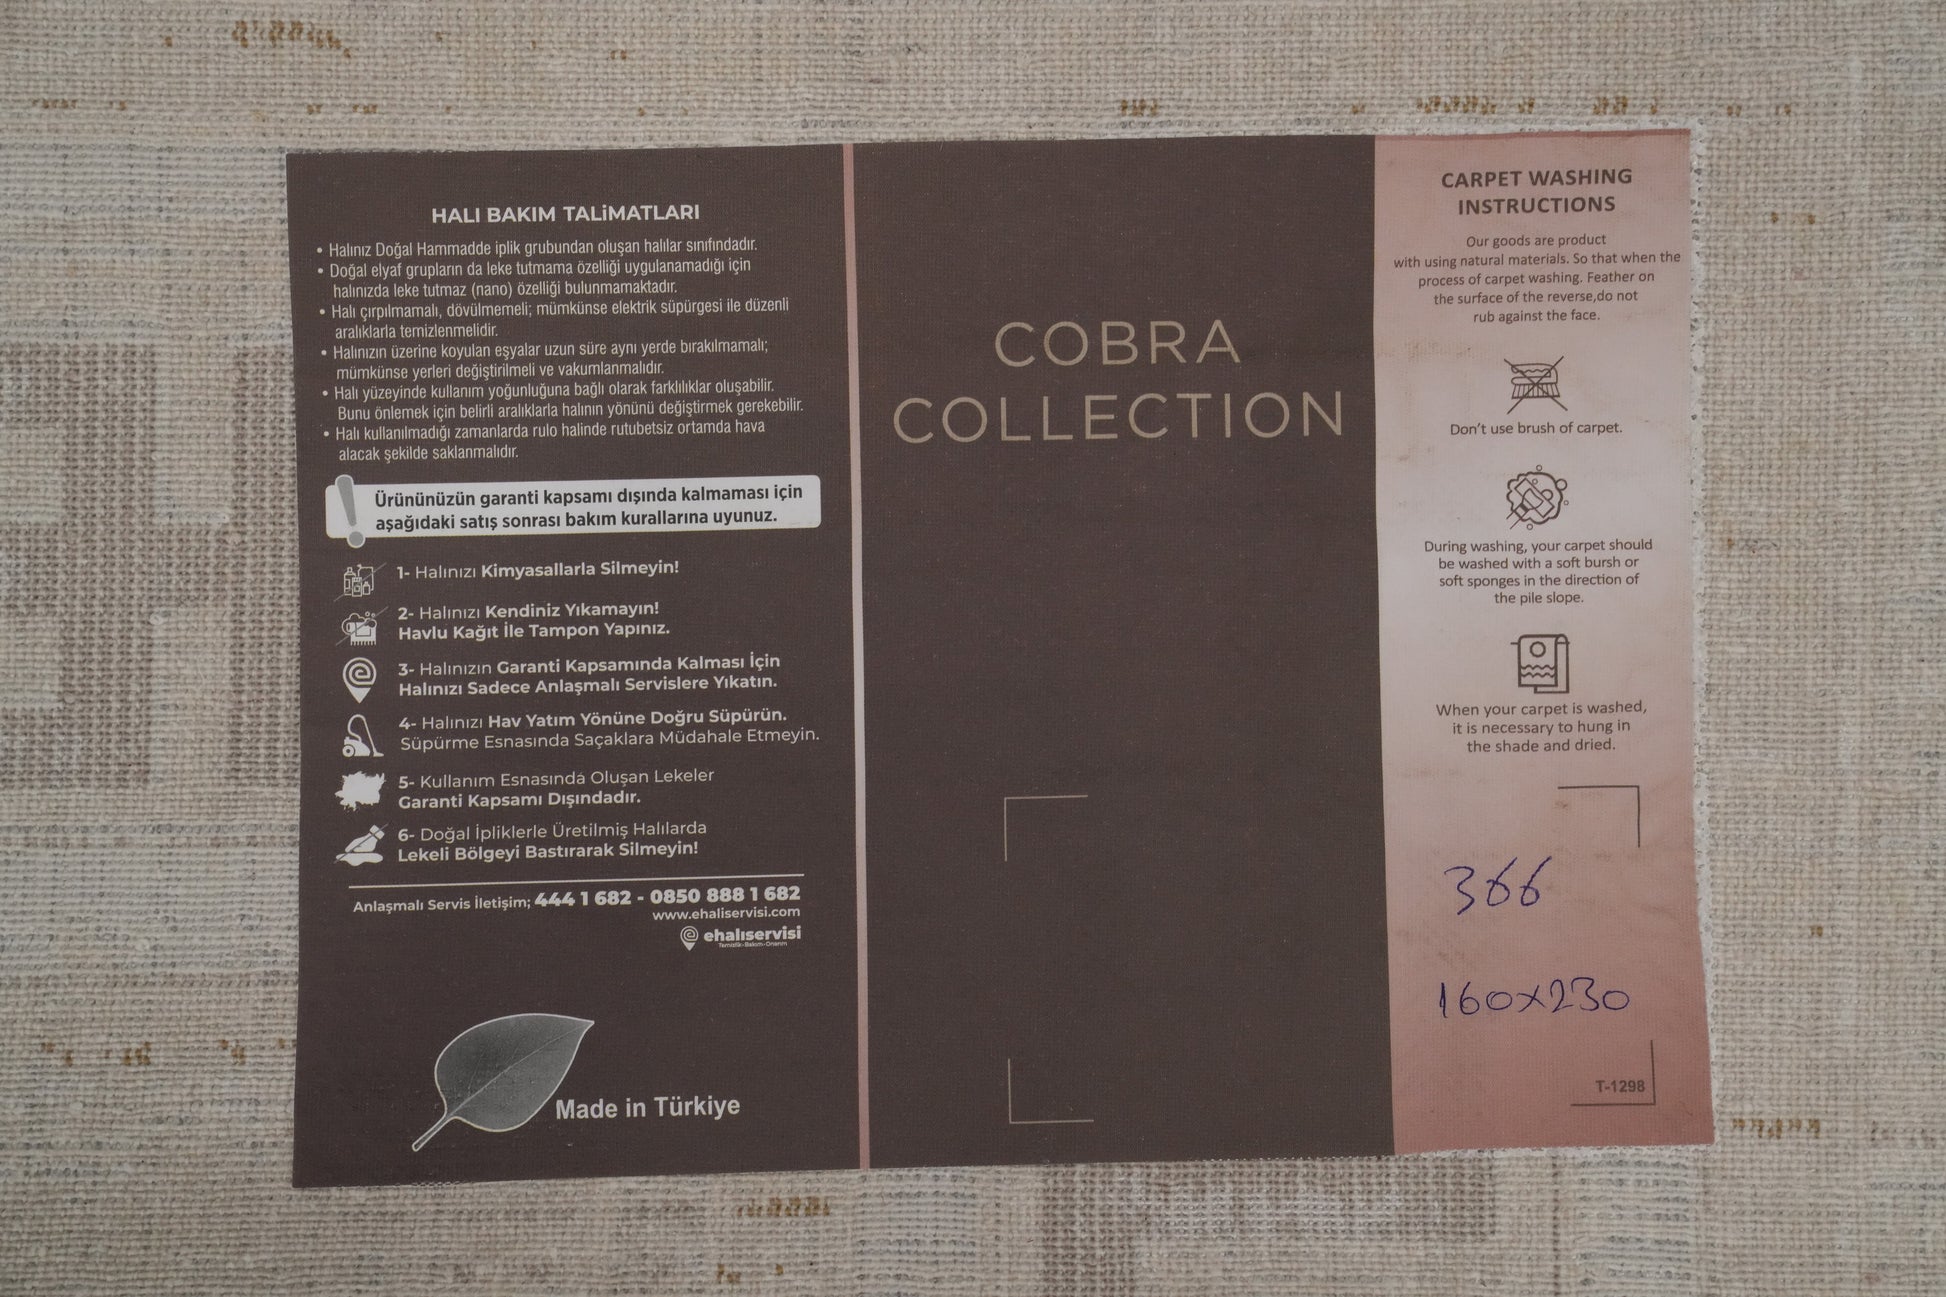 HALI BAKIM TALiMATLARI
• Halınız Doğal Hammadde iplik grubundan oluşan halılar sınıfındadır.
• Doğal elyaf grupların da leke tutmama özelliği uygulanamadığı için
halınızda leke tutmaz (nano) özelliği bulunmamaktadır.
• Halı çırpılmamalı, dövülmemeli; mümkünse elektrik süpürgesi ile düzenli
aralıklarla temizlenmelidir.
• Halınızın üzerine koyulan eşyalar uzun süre aynı yerde bırakılmamalı;
mümkünse yerleri değiştirilmeli ve vakumlanmalıdır.
• Halı yüzeyinde kullanım yoğunluğuna bağlı olarak farklılıklar oluşabilir.
Bunu önlemek için belirli aralıklarla halının yönünü değiştirmek gerekebilir.
• Halı kullanılmadığı zamanlarda rulo halinde rutubetsiz ortamda hava
alacak şekilde saklanmalıdır.
Ürününüzün garanti kapsamı dışında kalmaması için
aşağıdaki satış sonrası bakım kurallarına uyunuz.
1- Halınızı Kimyasallarla Silmeyin!
2- Halınızı Kendiniz Yıkamayın!
Havlu Kağıt İle Tampon Yapınız.
3- Halınızın Garanti Kapsamında Kalması İçin
Halınızı Sadece Anlaşmalı Servislere Yıkatın.
4- Halınızı Hav Yatım Yönüne Doğru Süpürün.
Süpürme Esnasında Saçaklara Müdahale Etmeyin.
5- Kullanım Esnasında Oluşan Lekeler
Garanti Kapsamı Dışındadır.
6- Doğal İpliklerle Üretilmiş Halılarda
Lekeli Bölgeyi Bastırarak Silmeyin!
Anlaşmalı Servis İletişim; 444 1 682 - 0850 888 1 682
www.ehaliservisi.com
ehalıservisi
Temizlik-Bakım-Onarım
Made in Türkiye
COBRA
COLLECTION
CARPET WASHING
INSTRUCTIONS
Our goods are product
with using natural materials. So that when the
process of carpet washing. Feather on
the surface of the reverse,do not
rub against the face.
Don't use brush of carpet.
During washing, your carpet should
be washed with a soft bursh or
soft sponges in the direction of
the pile slope.
When your carpet is washed,
it is necessary to hung in
the shade and dried.
366
160x230
T-1298